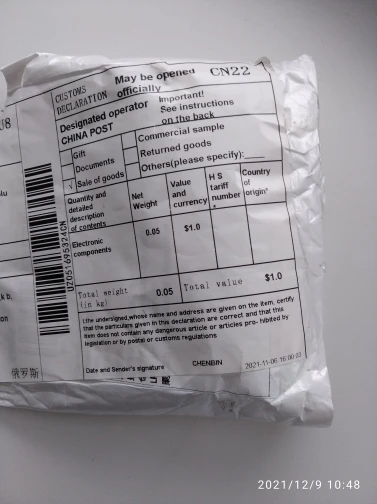 CUSTOMS DECLARATION
May be opened officially
CN22
Designated operator
CHINA POST
Important!
See instructions
on the back
Gift
Documents
√ Sale of goods
Commercial sample
Returned goods
Others(please specify):
Quantity and detailed description of contents
Net Weight
Value and currency
H S tariff number
Country of origin*
Electronic components
0.05
$1.0
Total weight (in kg)
0.05
Total value
$1.0
I,the undersigned,whose name and address are given on the item, certify
that the particulars given in this declaration are correct and that this
item does not contain any dangerous article or articles pro- hibited by
legislation or by postal or customs regulations
Date and Sender's signature
CHENBIN
俄罗斯
2021/12/9 10:48